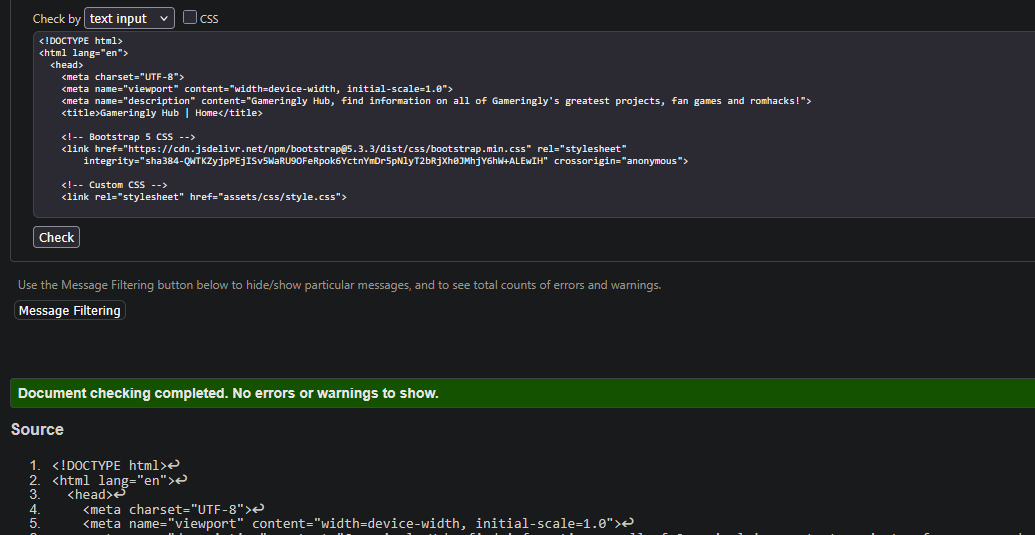 Check by text input CSS
<!DOCTYPE html>
<html lang="en">
<head>
<meta charset="UTF-8">
<meta name="viewport" content="width=device-width, initial-scale=1.0">
<meta name="description" content="Gameringly Hub, find information on all of Gameringly's greatest projects, fan games and romhacks!">
<title>Gameringly Hub | Home</title>
<!-- Bootstrap 5 CSS -->
<link href="https://cdn.jsdelivr.net/npm/bootstrap@5.3.3/dist/css/bootstrap.min.css" rel="stylesheet"
integrity="sha384-QWTKZyjpPEjISv5WaRU9OFeRpok6YctnYmDr5pNlyT2bRjXh0JMhjY6hW+ALEwIH" crossorigin="anonymous">
<!-- Custom CSS -->
<link rel="stylesheet" href="assets/css/style.css">
Check
Use the Message Filtering button below to hide/show particular messages, and to see total counts of errors and warnings.
Message Filtering
Document checking completed. No errors or warnings to show.
Source
1. <!DOCTYPE html>↩
2. <html lang="en">↩
3. <head>↩
4. <meta charset="UTF-8">↩
5. <meta name="viewport" content="width=device-width, initial-scale=1.0">↩